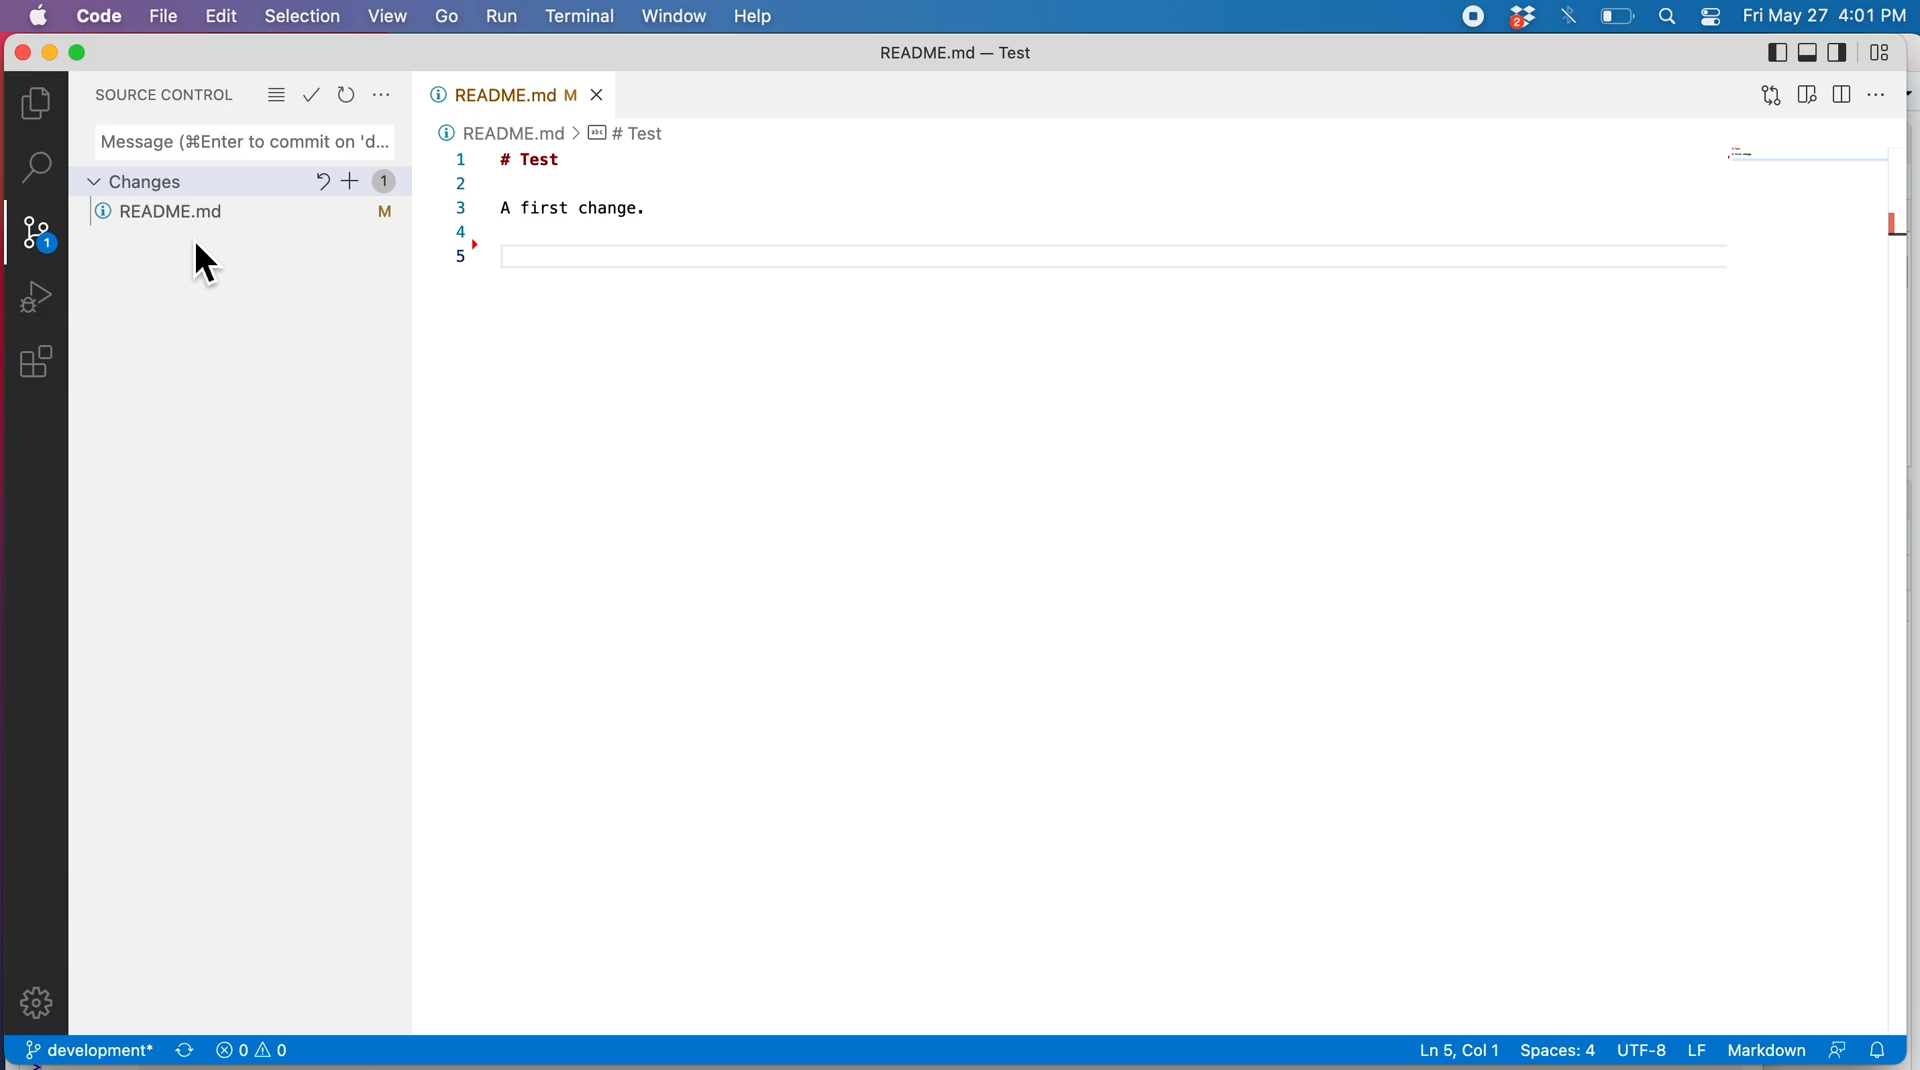 Code File Edit Selection View Go Run Terminal Window Help 2 Fri May 27 4:01 PM
README.md — Test
SOURCE CONTROL
README.md M
Message (⌘Enter to commit on 'd...
README.md > # Test
Changes 1
README.md M
1
1 # Test
2
3 A first change.
4
5
development* 0 0 Ln 5, Col 1 Spaces: 4 UTF-8 LF Markdown